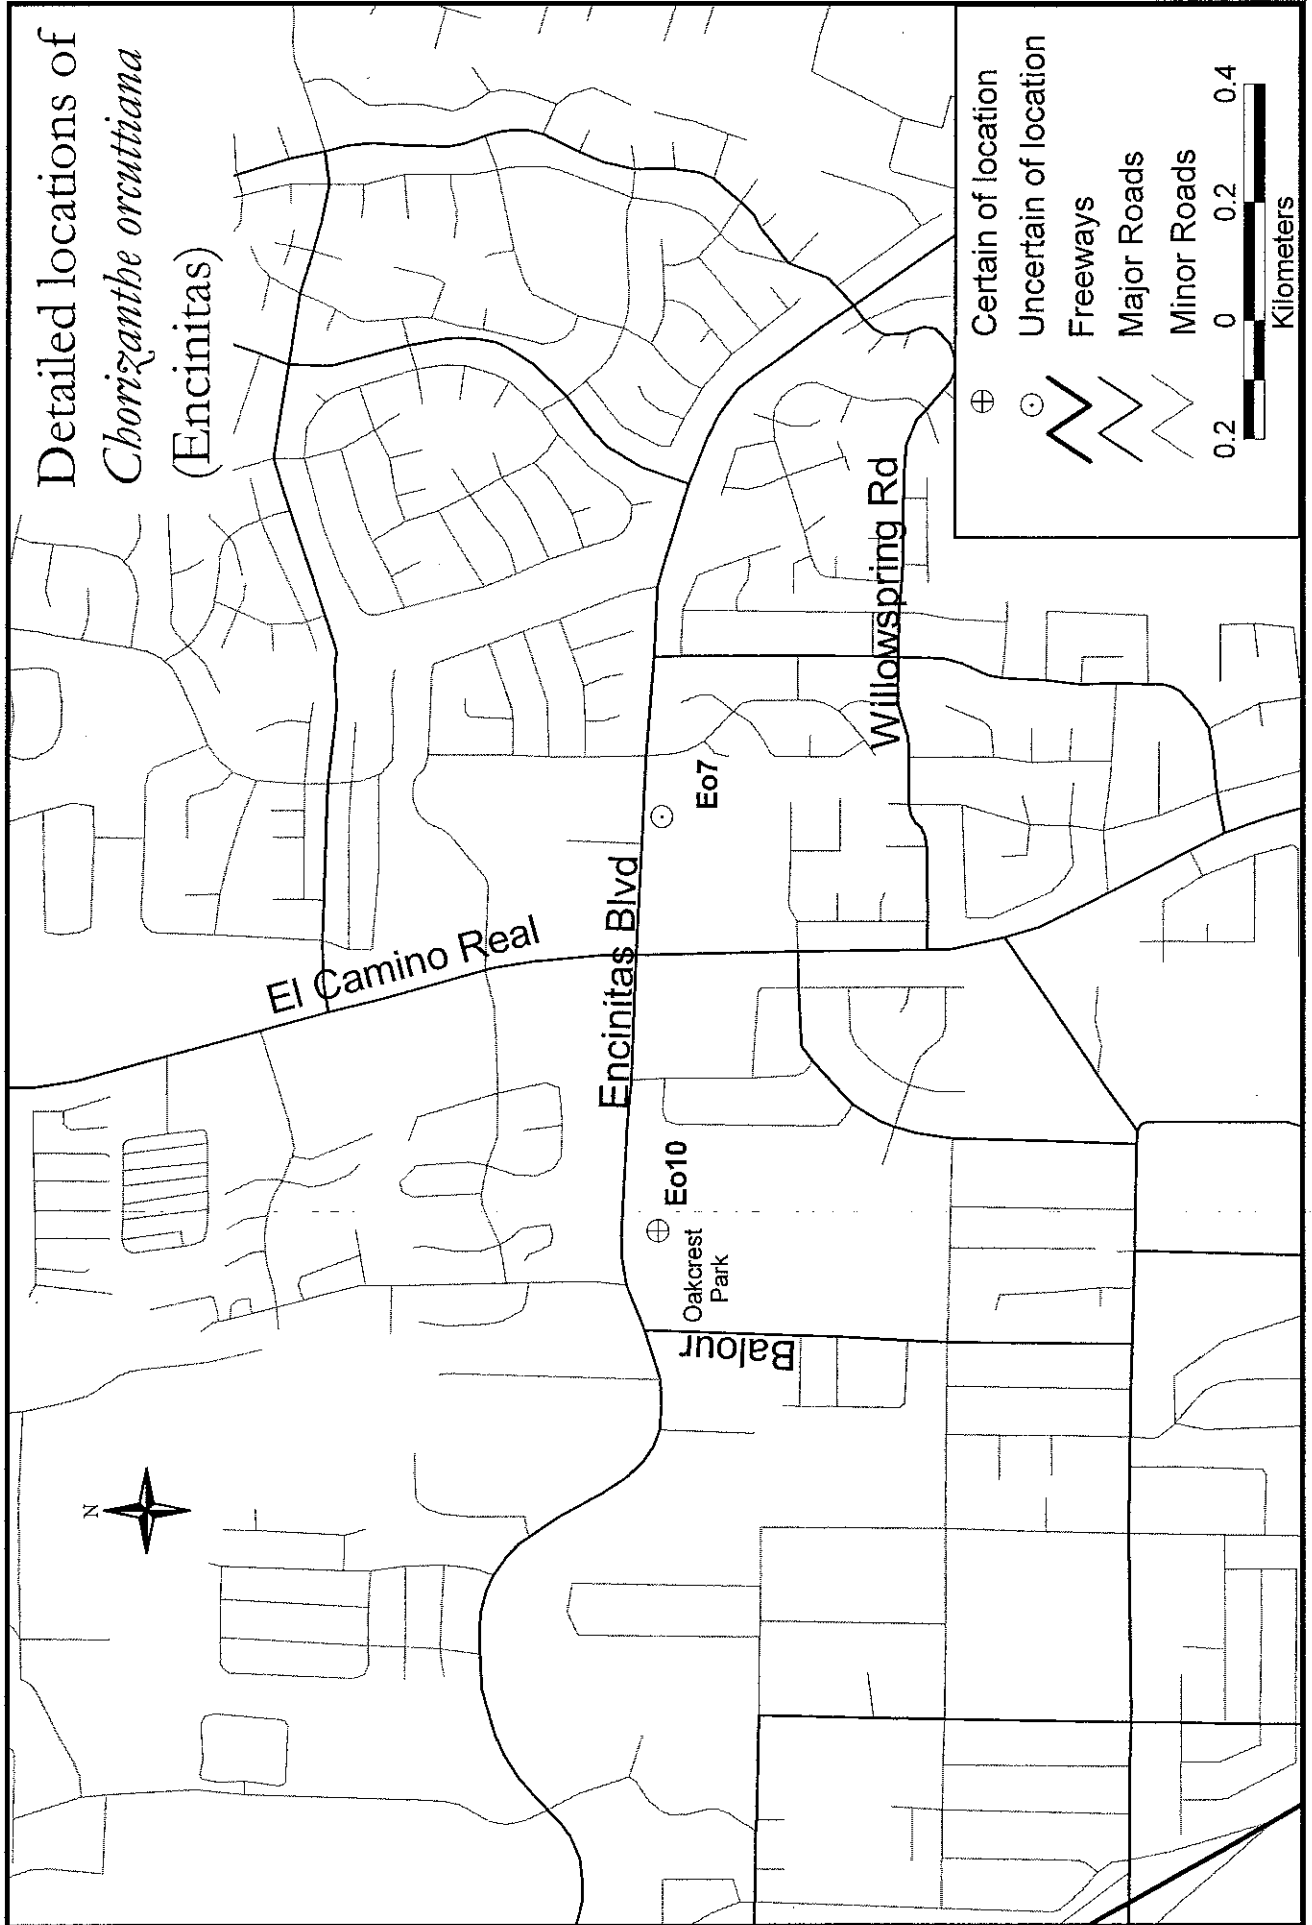 Detailed locations of
Chorizanthe orcuttiana
(Encinitas)
N
El Camino Real
Encinitas Blvd
Eo7
Eo10
Oakcrest
Park
Balour
Willowspring Rd
Certain of location
Uncertain of location
Freeways
Major Roads
Minor Roads
0.2 0 0.2 0.4
Kilometers